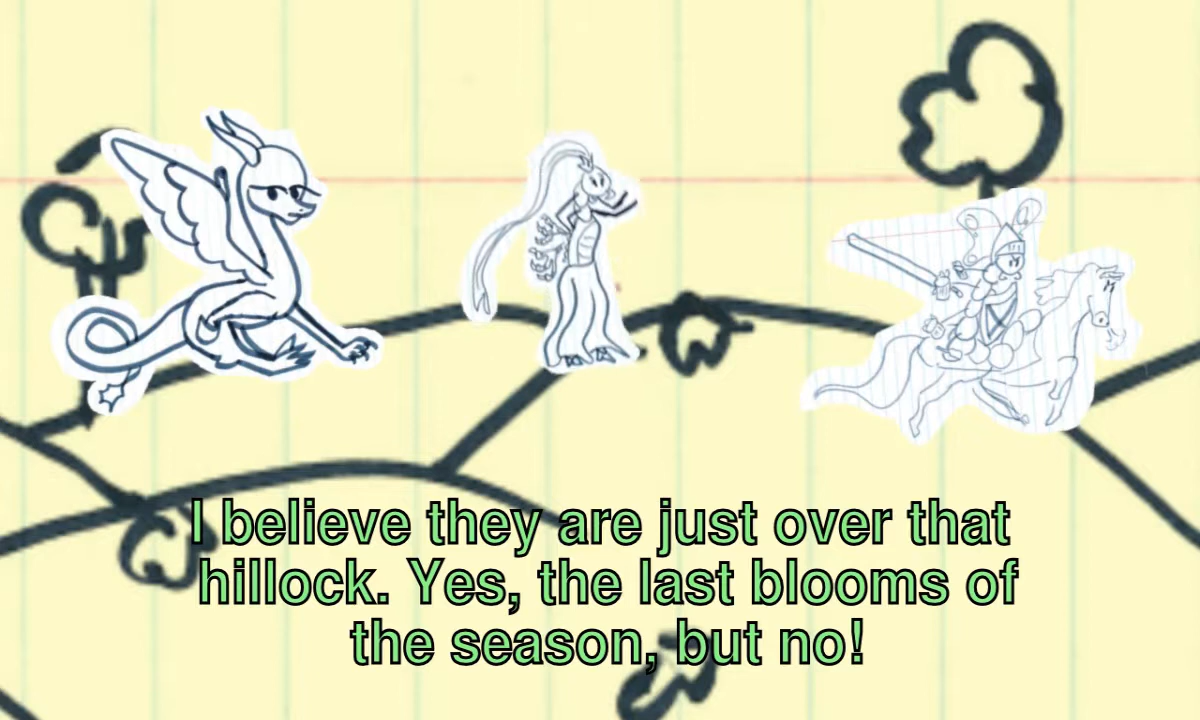 I believe they are just over that
hillock. Yes, the last blooms of
the season, but no!